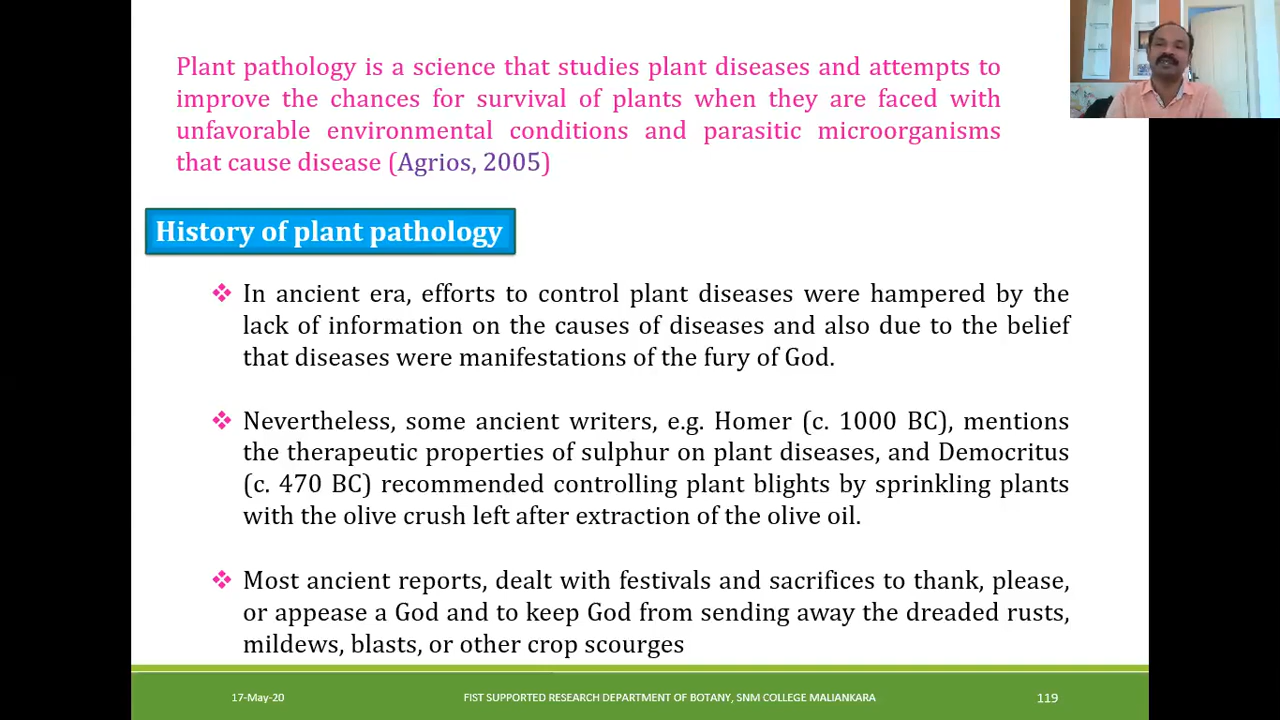 Plant pathology is a science that studies plant diseases and attempts to
improve the chances for survival of plants when they are faced with
unfavorable environmental conditions and parasitic microorganisms
that cause disease (Agrios, 2005)
History of plant pathology
❖ In ancient era, efforts to control plant diseases were hampered by the
lack of information on the causes of diseases and also due to the belief
that diseases were manifestations of the fury of God.
❖ Nevertheless, some ancient writers, e.g. Homer (c. 1000 BC), mentions
the therapeutic properties of sulphur on plant diseases, and Democritus
(c. 470 BC) recommended controlling plant blights by sprinkling plants
with the olive crush left after extraction of the olive oil.
❖ Most ancient reports, dealt with festivals and sacrifices to thank, please,
or appease a God and to keep God from sending away the dreaded rusts,
mildews, blasts, or other crop scourges
17-May-20 FIST SUPPORTED RESEARCH DEPARTMENT OF BOTANY, SNM COLLEGE MALIANKARA 119